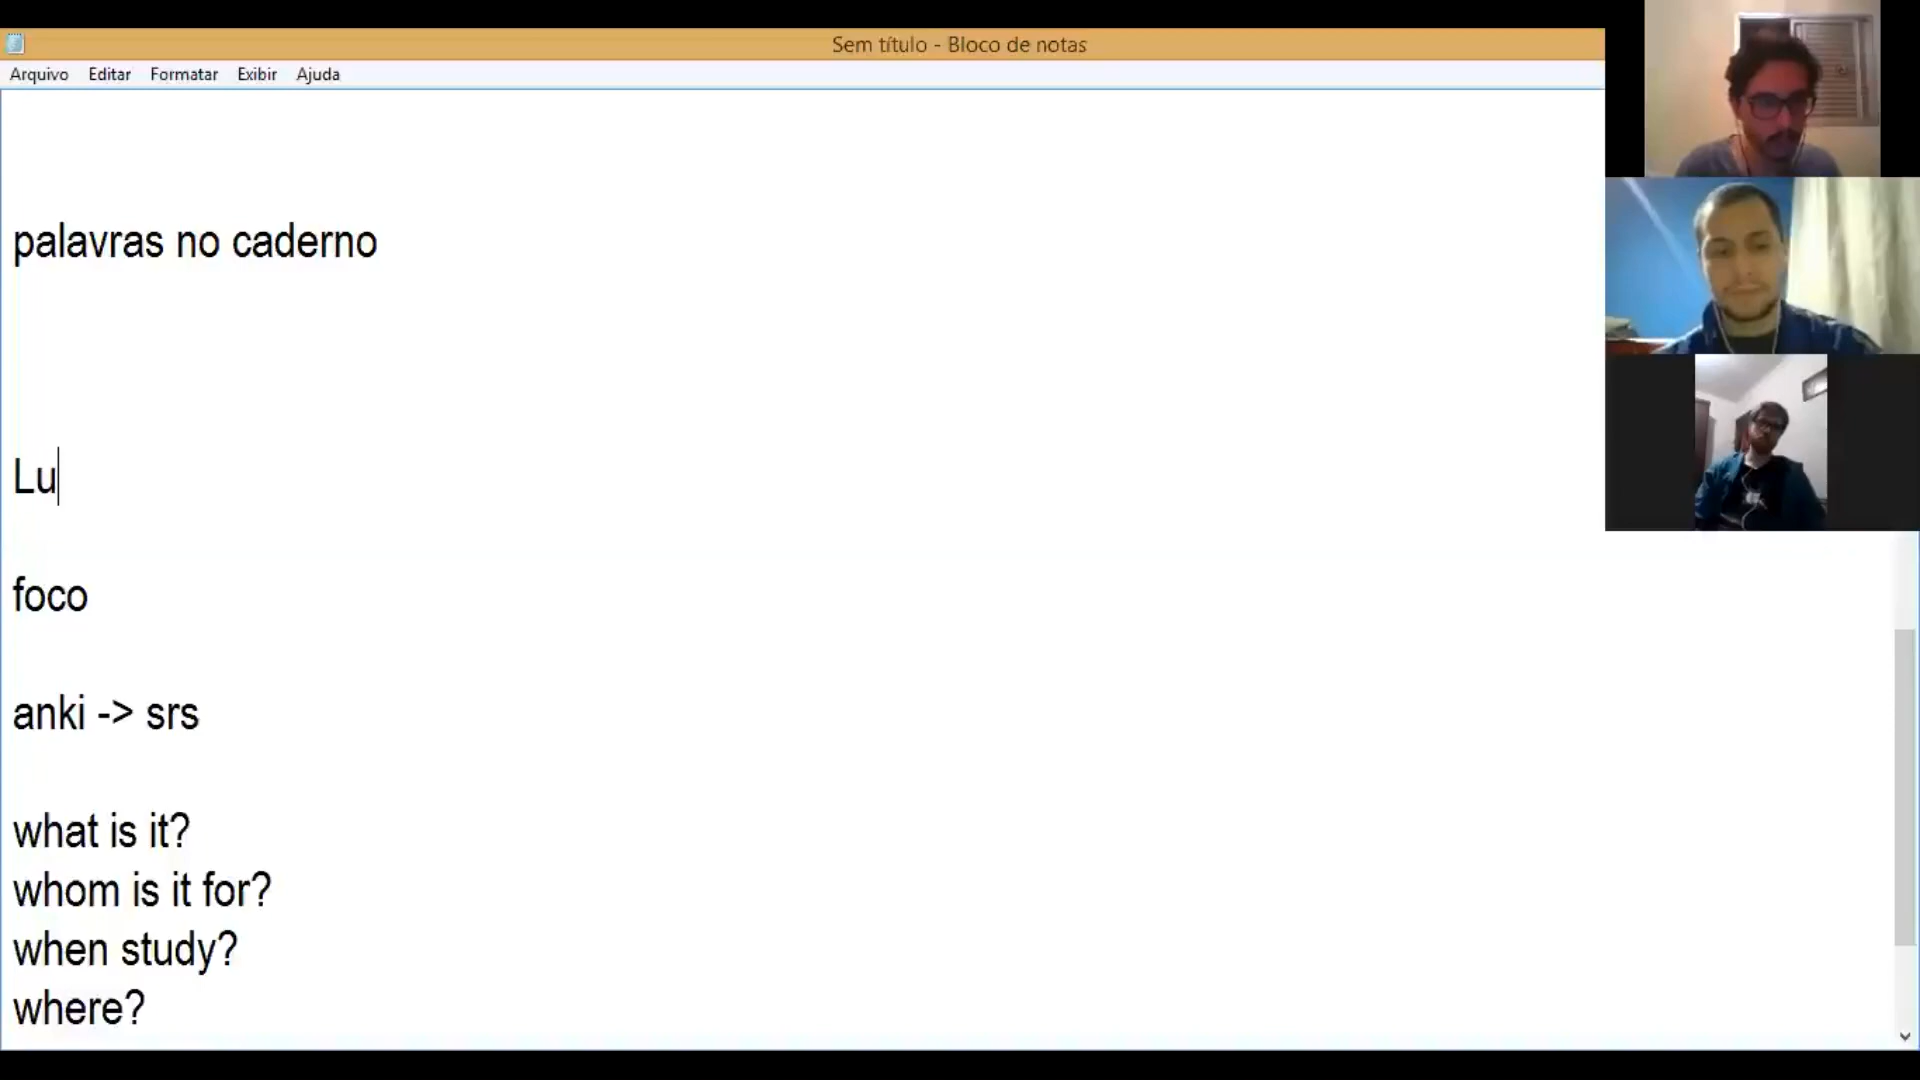 Sem título - Bloco de notas
Arquivo Editar Formatar Exibir Ajuda
palavras no caderno
Lu
foco
anki -> srs
what is it?
whom is it for?
when study?
where?